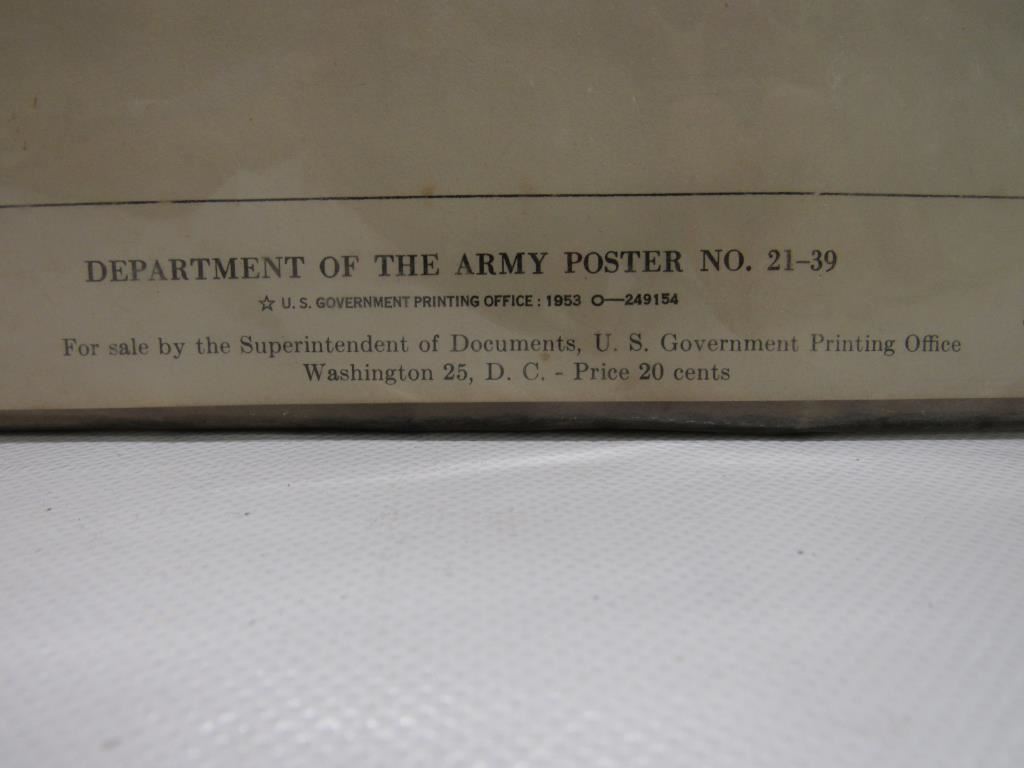 DEPARTMENT OF THE ARMY POSTER NO. 21–39
☆ U. S. GOVERNMENT PRINTING OFFICE : 1953 O—249154
For sale by the Superintendent of Documents, U. S. Government Printing Office
Washington 25, D. C. - Price 20 cents